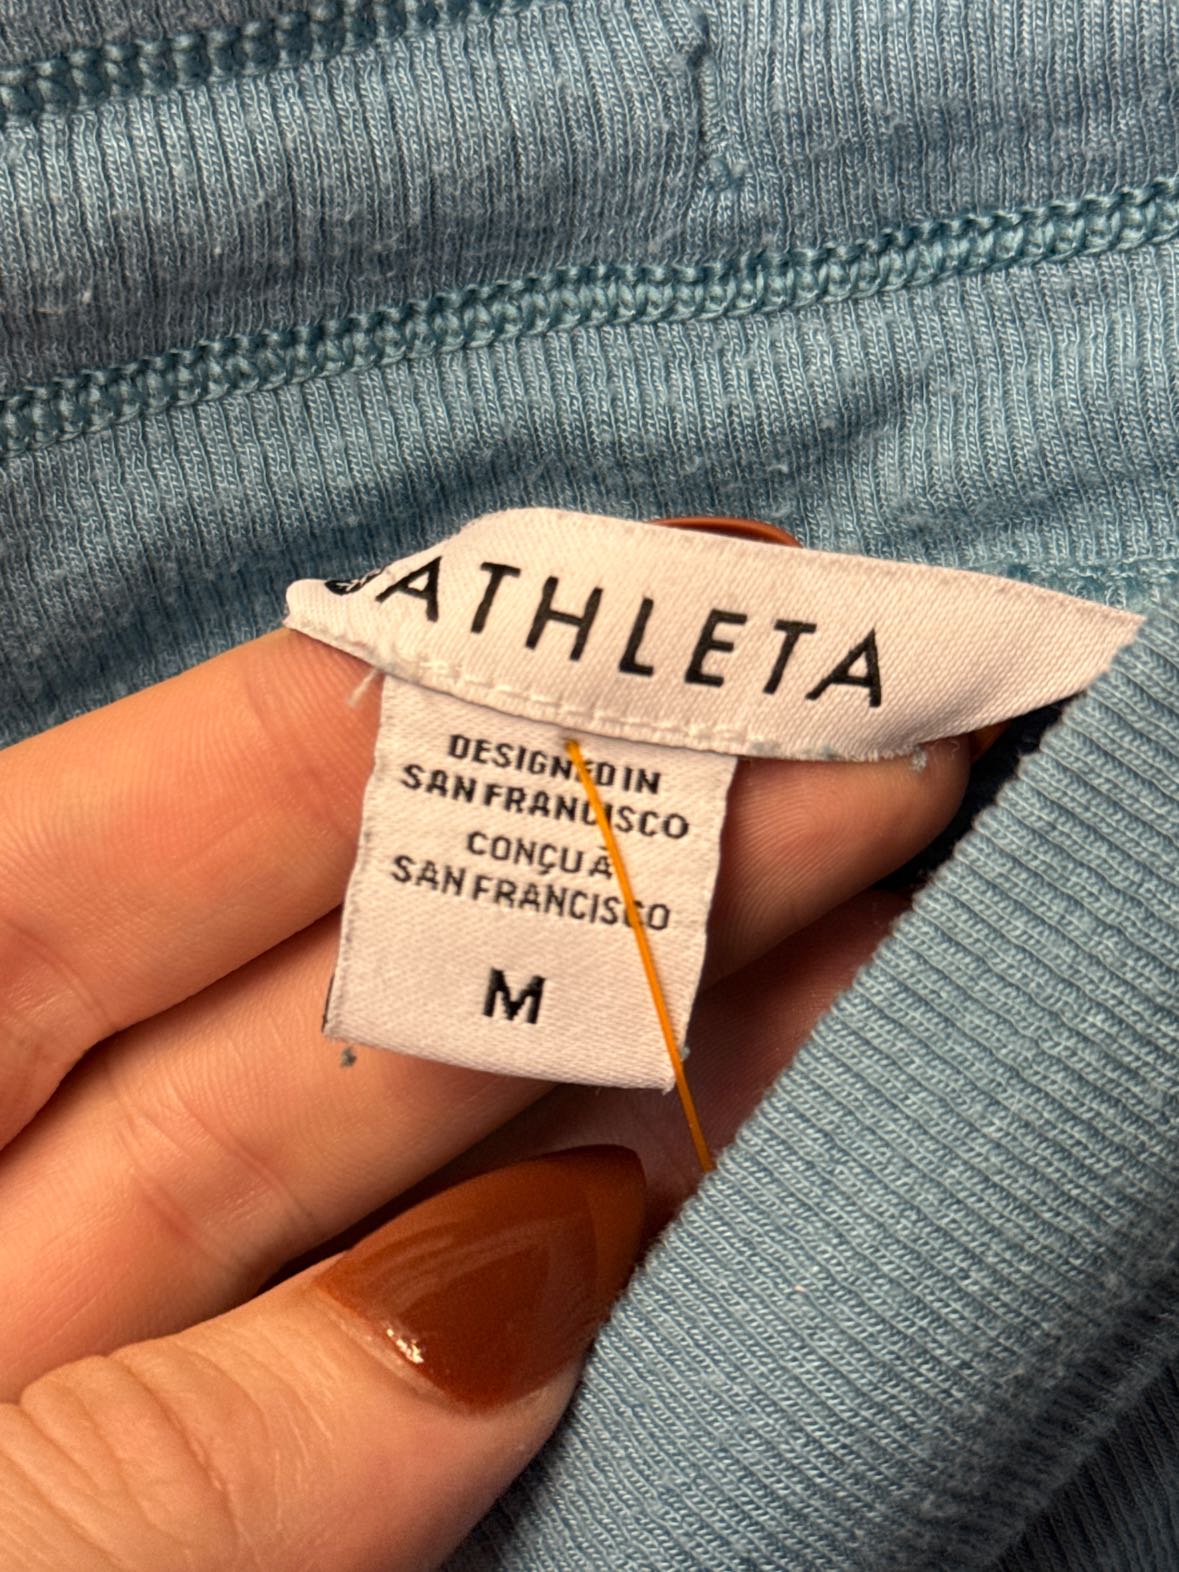 ATHLETA
DESIGNED IN
SAN FRANCISCO
CONÇU À
SAN FRANCISCO
M